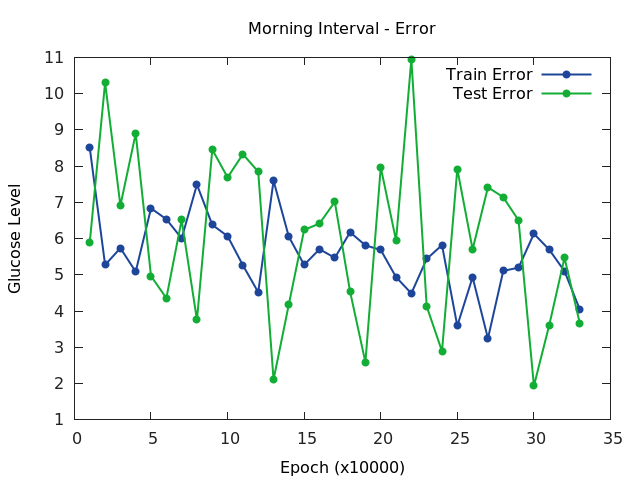 Morning Interval - Error
Train Error
Test Error
11
10
9
8
7
6
5
4
3
2
1
Glucose Level
0 5 10 15 20 25 30 35
Epoch (x10000)